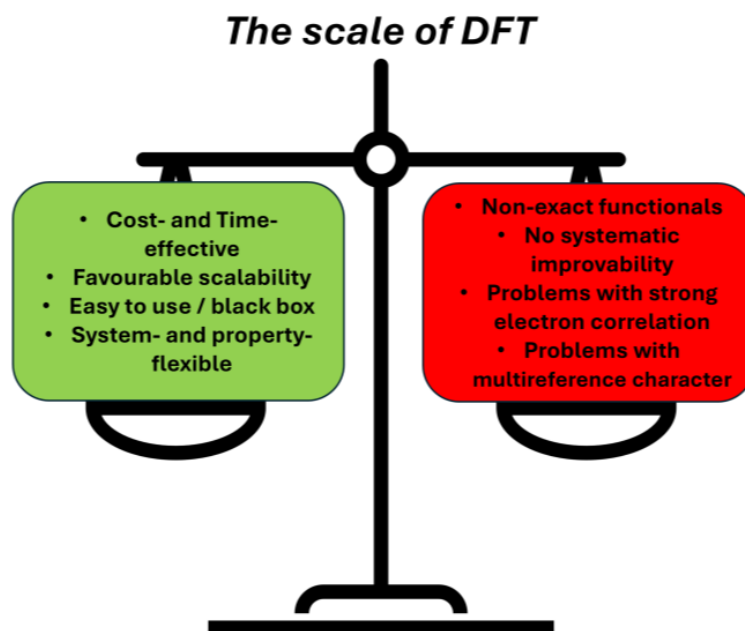 The scale of DFT
• Cost- and Time-
effective
• Favourable scalability
• Easy to use / black box
• System- and property-
flexible
• Non-exact functionals
• No systematic
improvability
• Problems with strong
electron correlation
• Problems with
multireference character